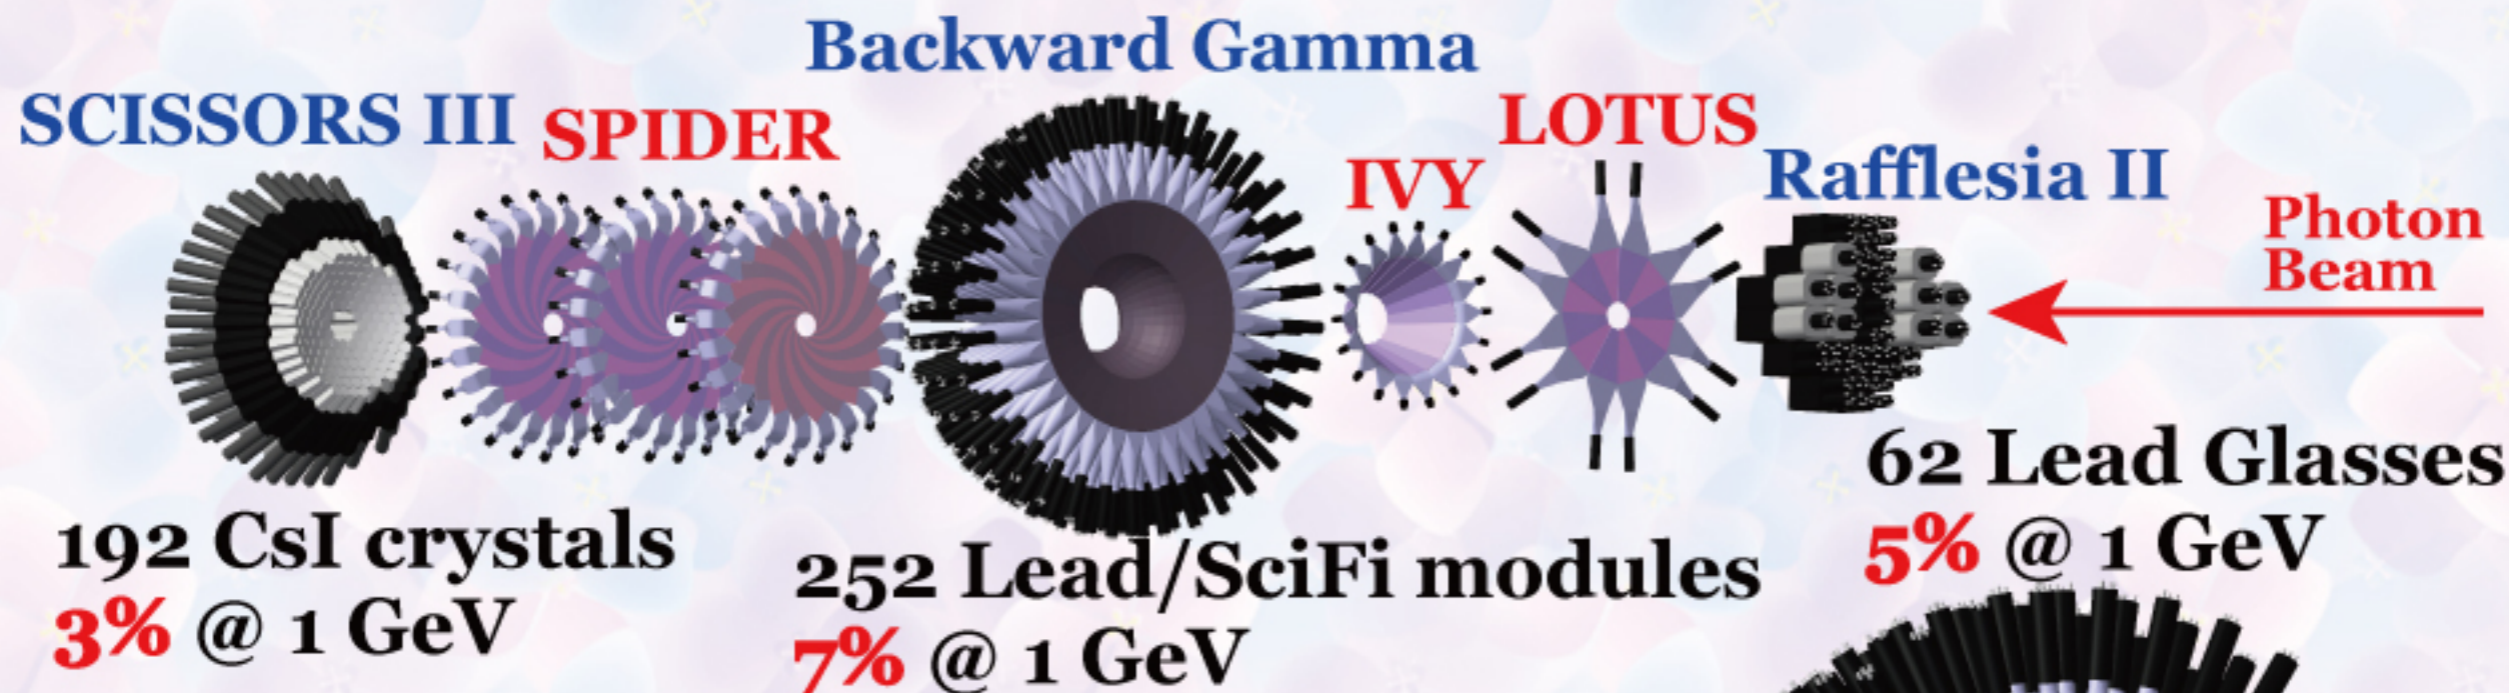 Backward Gamma
SCISSORS III
SPIDER
LOTUS
IVY
Rafflesia II
Photon
Beam
62 Lead Glasses
5% @ 1 GeV
192 CsI crystals
3% @ 1 GeV
252 Lead/SciFi modules
7% @ 1 GeV